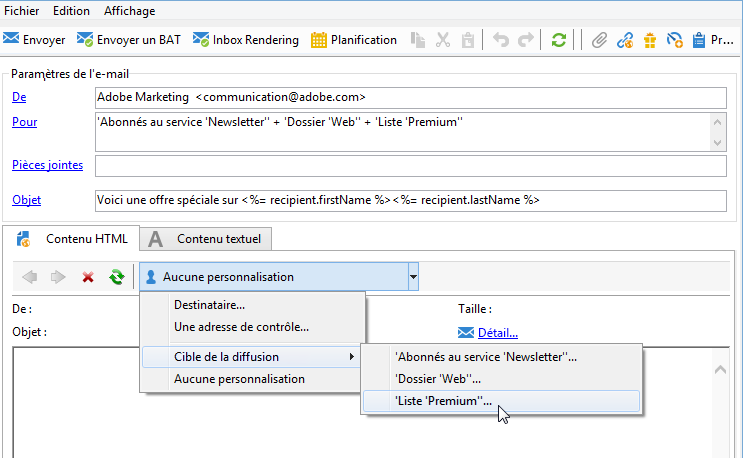 Fichier Edition Affichage
Envoyer Envoyer un BAT Inbox Rendering Planification Pr...
Paramètres de l'e-mail
De Adobe Marketing <communication@adobe.com>
Pour 'Abonnés au service 'Newsletter'' + 'Dossier 'Web'' + 'Liste 'Premium''
Pièces jointes
Objet Voici une offre spéciale sur <%= recipient.firstName %><%= recipient.lastName %>
Contenu HTML A Contenu textuel
Aucune personnalisation
De : Destinataire... Taille :
Une adresse de contrôle...
Objet : Détail...
Cible de la diffusion 'Abonnés au service 'Newsletter''...
Aucune personnalisation 'Dossier 'Web''...
'Liste 'Premium''...